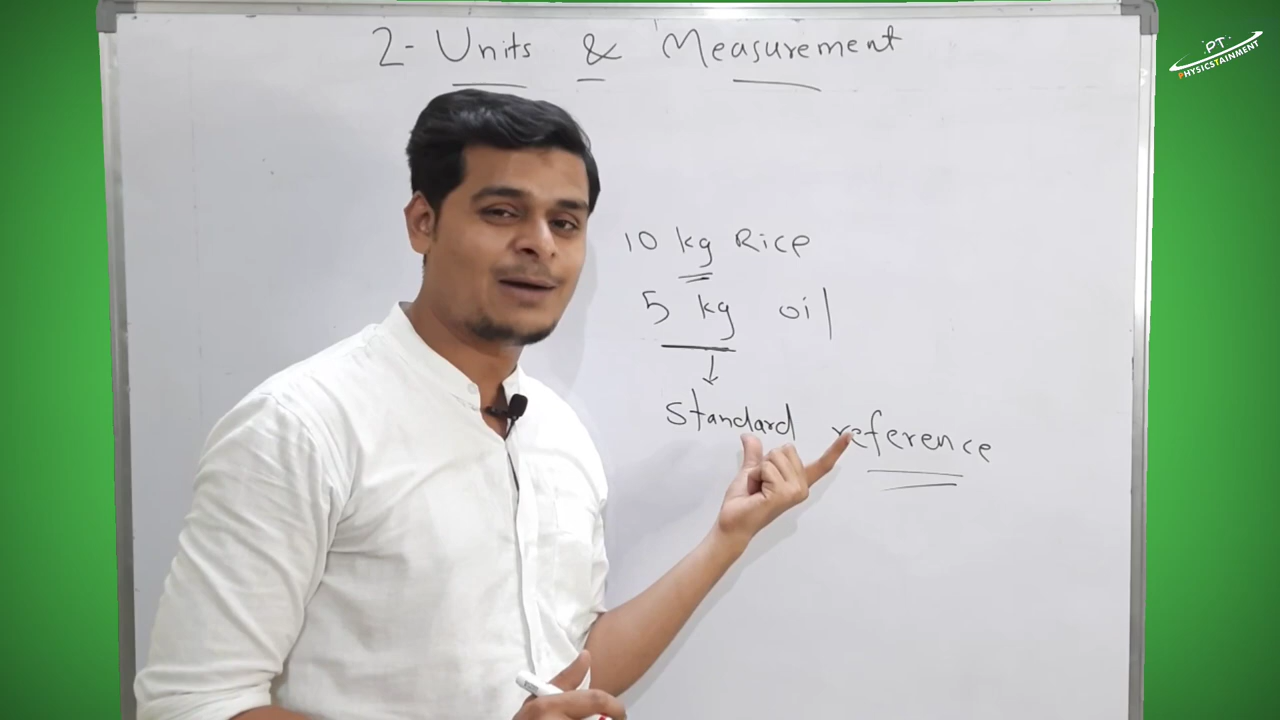 2- Units & Measurement
10 kg Rice
5 kg oil
Standard reference
PT
PHYSICSTAINMENT